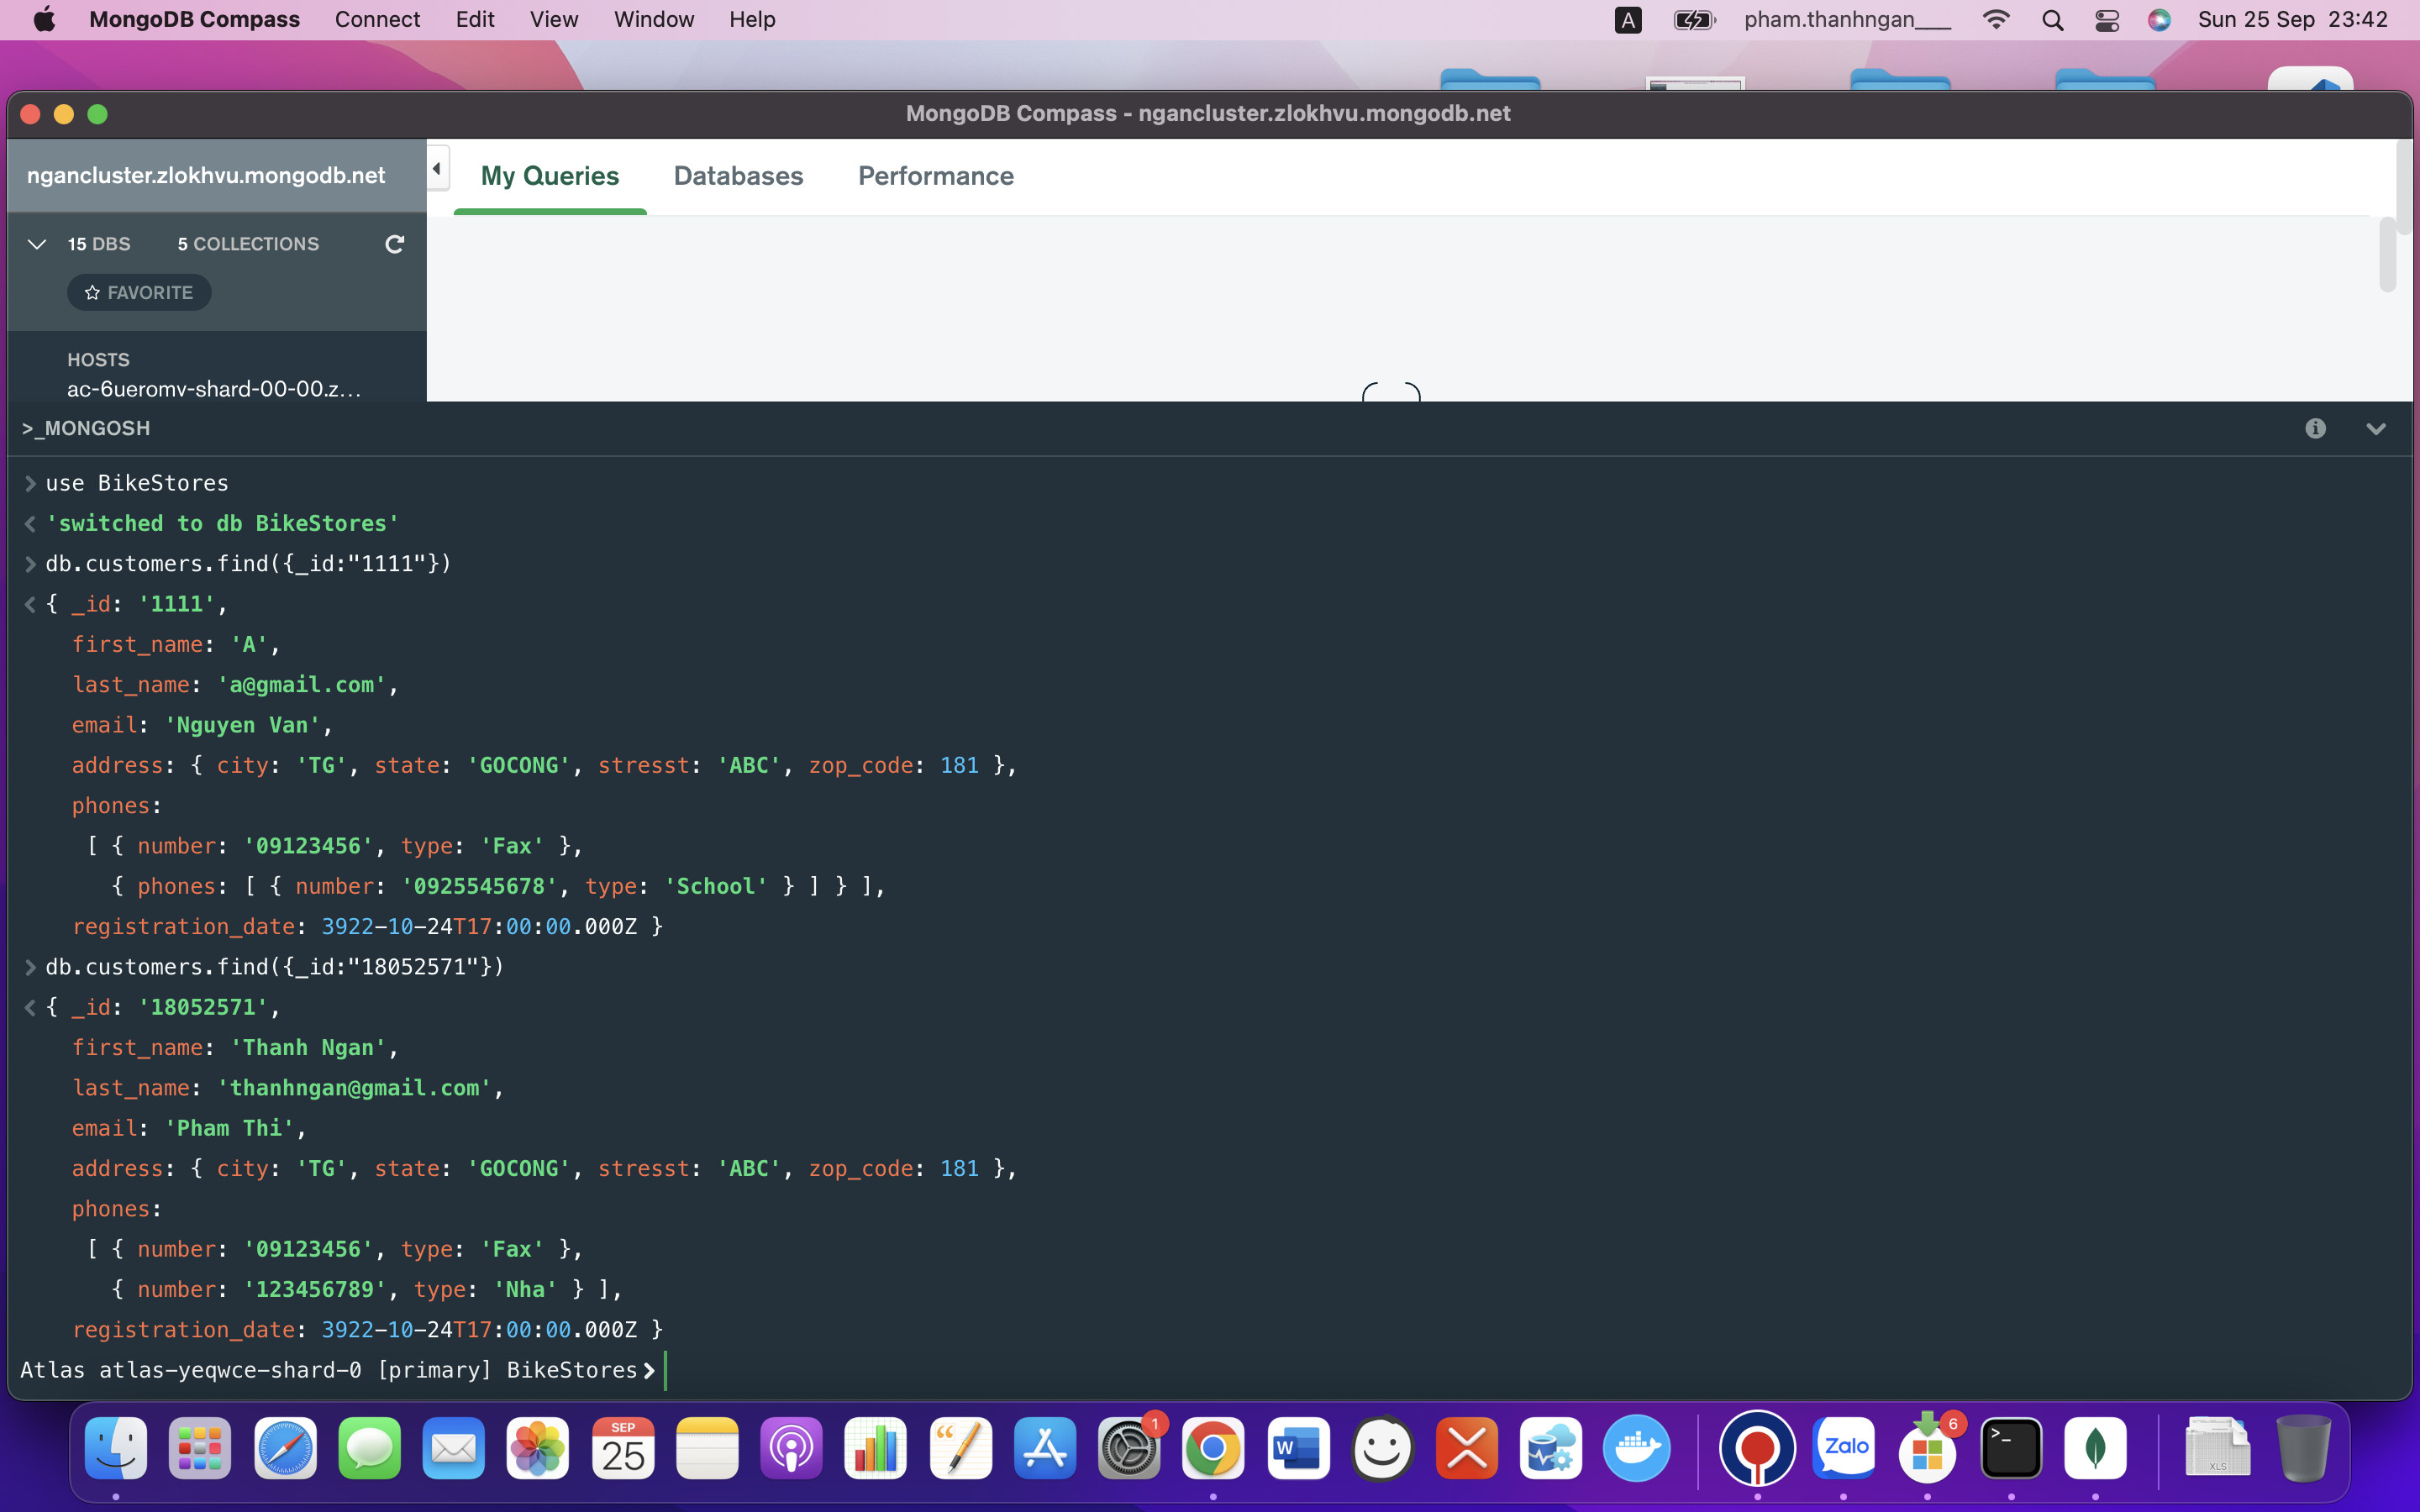 MongoDB Compass Connect Edit View Window Help A pham.thanhngan___ Sun 25 Sep 23:42
MongoDB Compass - ngancluster.zlokhvu.mongodb.net
ngancluster.zlokhvu.mongodb.net My Queries Databases Performance
15 DBS 5 COLLECTIONS
FAVORITE
HOSTS
ac-6ueromv-shard-00-00.z...
>_MONGOSH
> use BikeStores
< 'switched to db BikeStores'
> db.customers.find({_id:"1111"})
< { _id: '1111',
first_name: 'A',
last_name: 'a@gmail.com',
email: 'Nguyen Van',
address: { city: 'TG', state: 'GOCONG', stresst: 'ABC', zop_code: 181 },
phones:
[ { number: '09123456', type: 'Fax' },
{ phones: [ { number: '0925545678', type: 'School' } ] } ],
registration_date: 3922-10-24T17:00:00.000Z }
> db.customers.find({_id:"18052571"})
< { _id: '18052571',
first_name: 'Thanh Ngan',
last_name: 'thanhngan@gmail.com',
email: 'Pham Thi',
address: { city: 'TG', state: 'GOCONG', stresst: 'ABC', zop_code: 181 },
phones:
[ { number: '09123456', type: 'Fax' },
{ number: '123456789', type: 'Nha' } ],
registration_date: 3922-10-24T17:00:00.000Z }
Atlas atlas-yeqwce-shard-0 [primary] BikeStores>
SEP 1 6
25 W Zalo >_ XLS